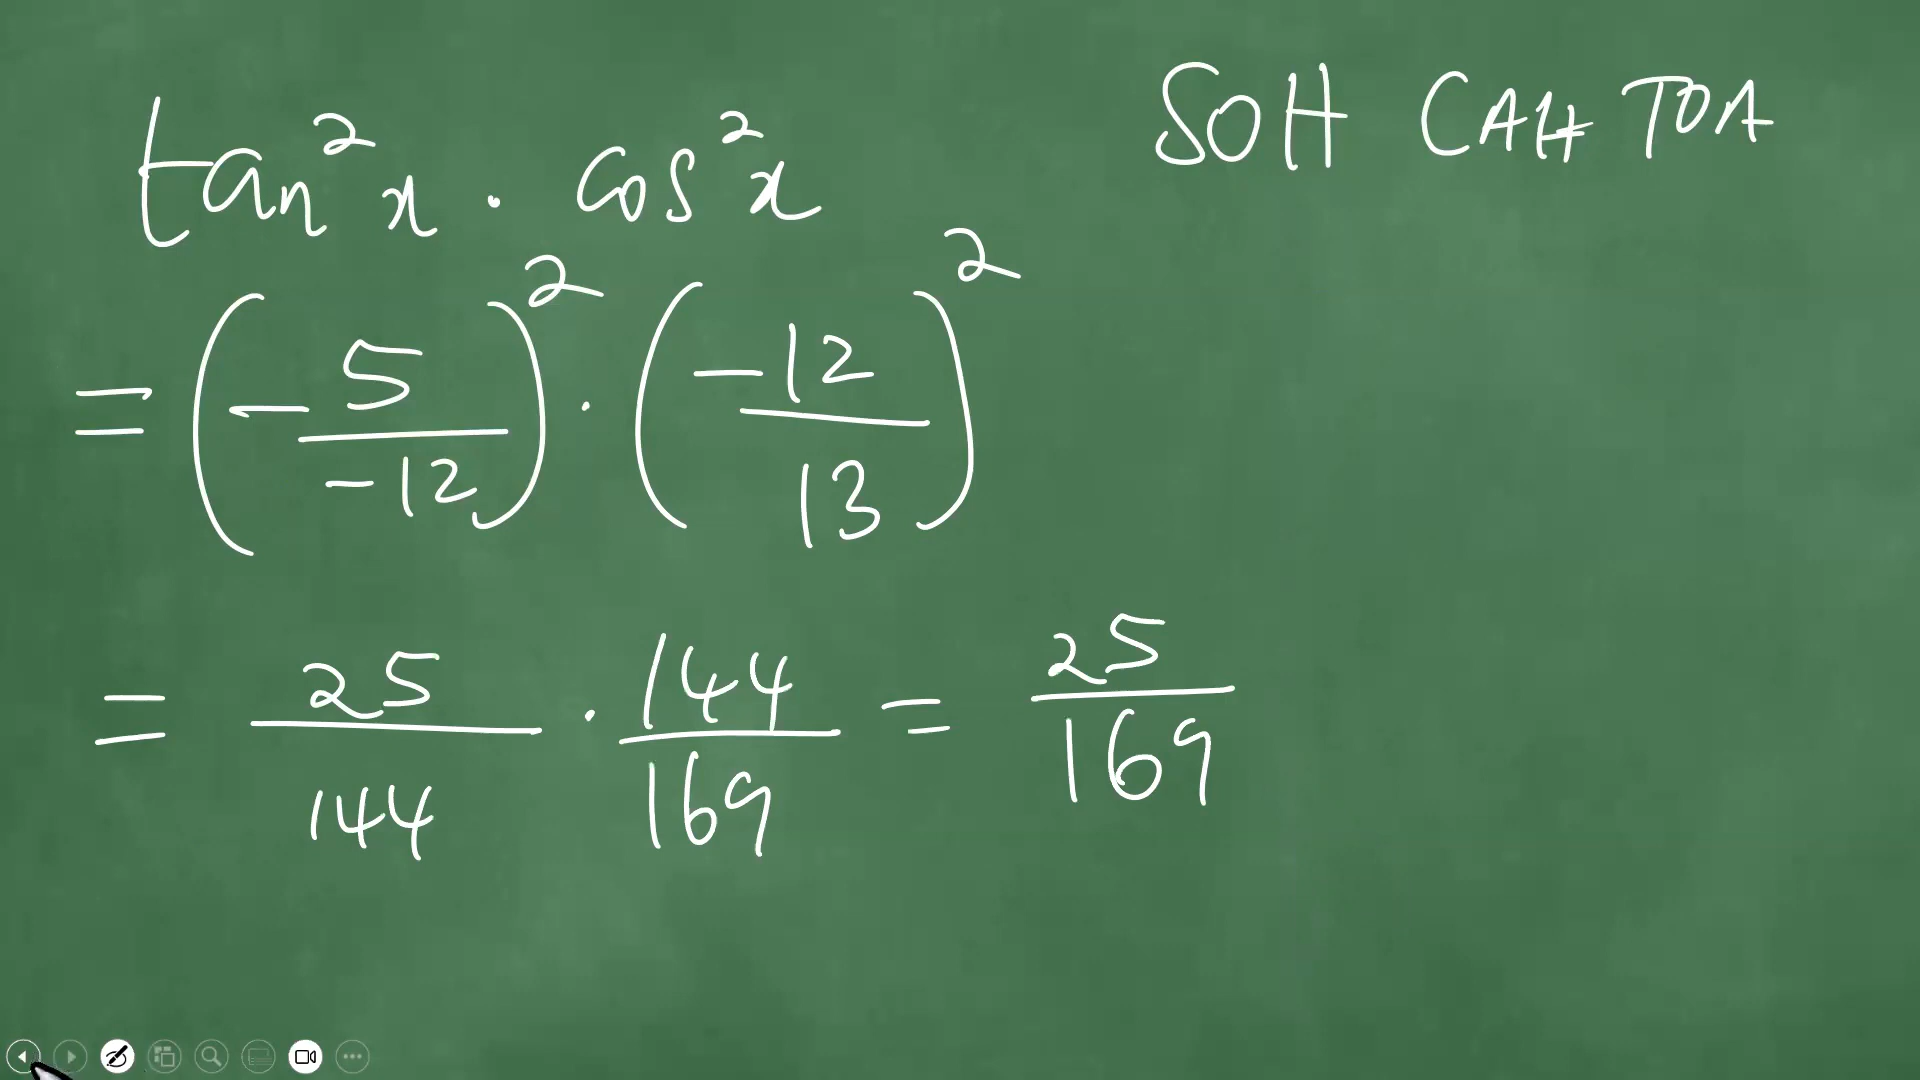 SOH CAH TOA
tan²x · cos²x
= (-5/-12)² · (-12/13)²
= 25/144 · 144/169 = 25/169